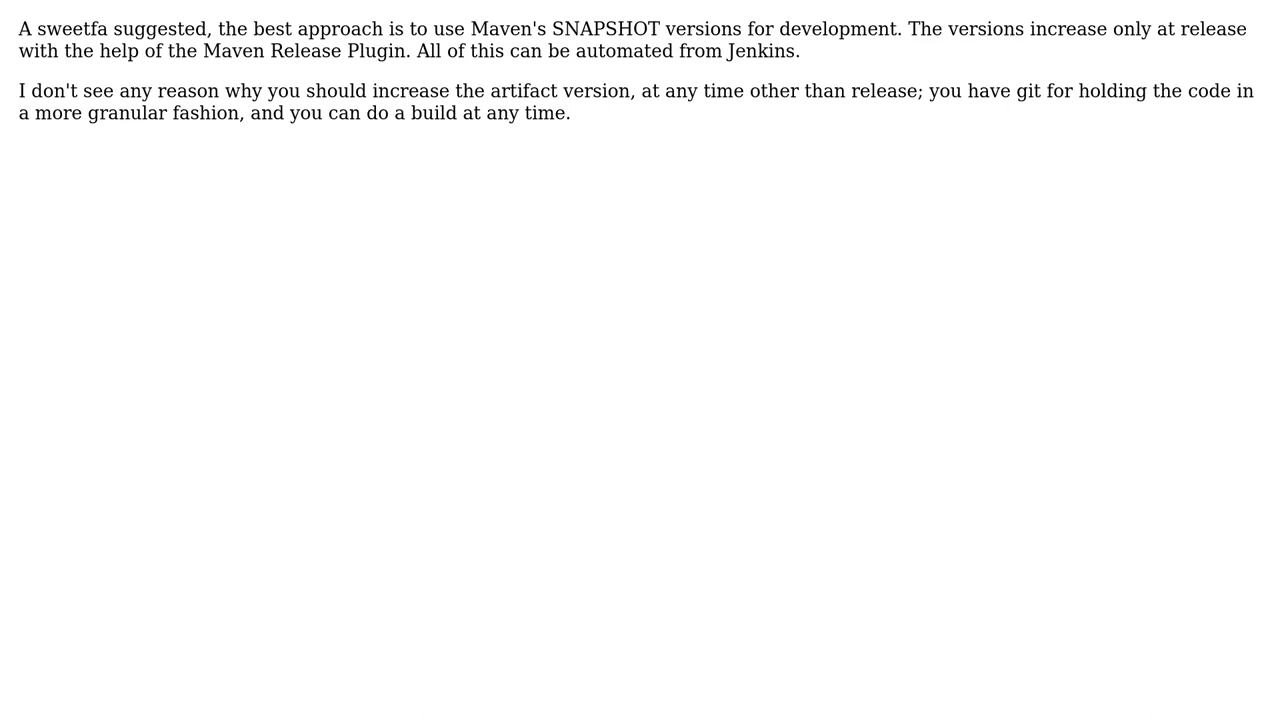 A sweetfa suggested, the best approach is to use Maven's SNAPSHOT versions for development. The versions increase only at release
with the help of the Maven Release Plugin. All of this can be automated from Jenkins.
I don't see any reason why you should increase the artifact version, at any time other than release; you have git for holding the code in
a more granular fashion, and you can do a build at any time.